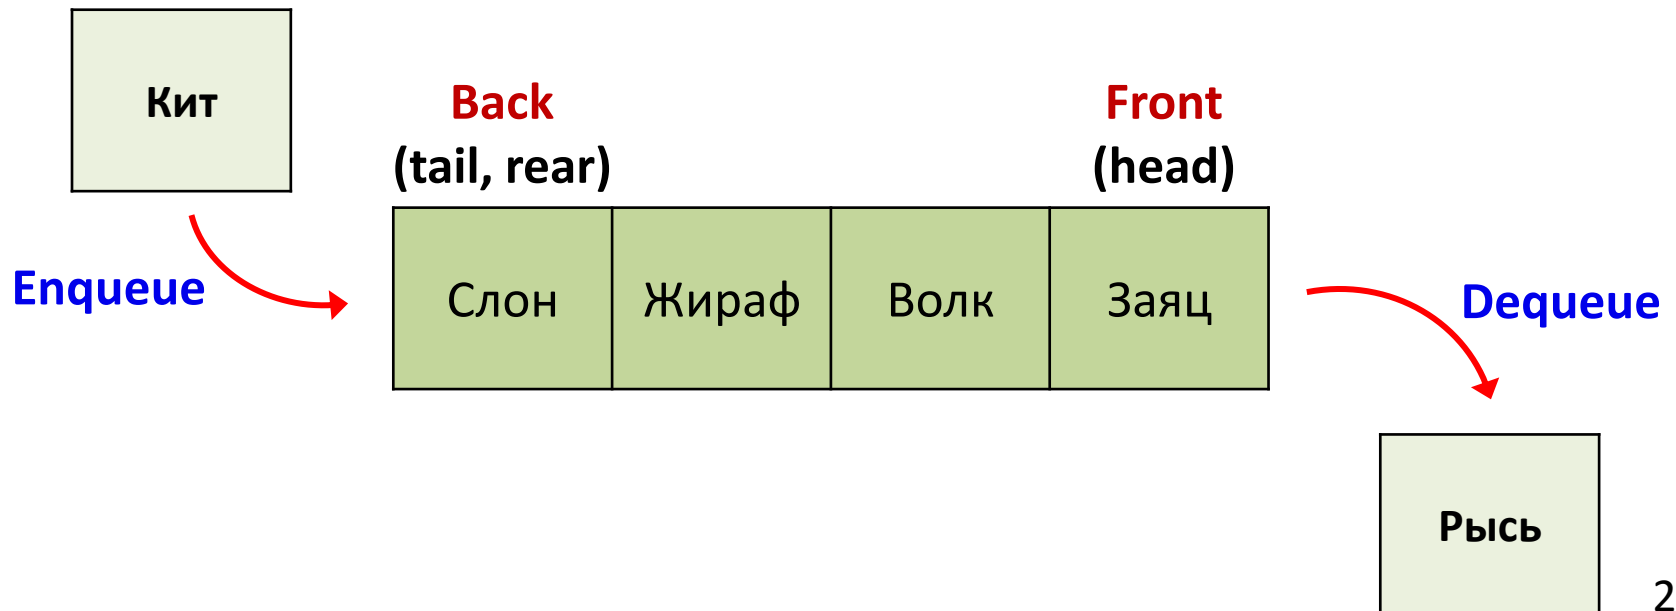 Кит
Back
(tail, rear)
Front
(head)
Enqueue
Слон
Жираф
Волк
Заяц
Dequeue
Рысь
2